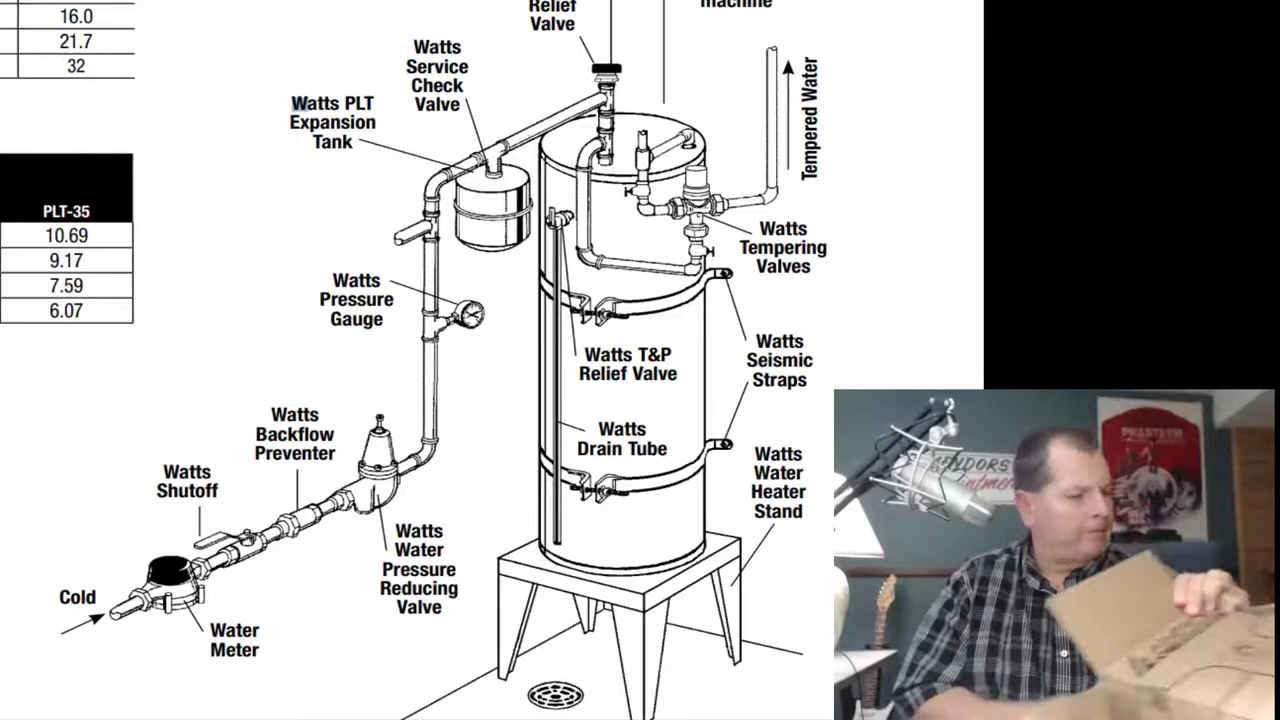 16.0
21.7
32
PLT-35
10.69
9.17
7.59
6.07
Relief
Valve
machine
Watts
Service
Check
Valve
Watts PLT
Expansion
Tank
Tempered Water
Watts
Tempering
Valves
Watts
Pressure
Gauge
Watts T&P
Relief Valve
Watts
Seismic
Straps
Watts
Drain Tube
Watts
Backflow
Preventer
Watts
Shutoff
Watts
Water
Heater
Stand
Watts
Water
Pressure
Reducing
Valve
Cold
Water
Meter